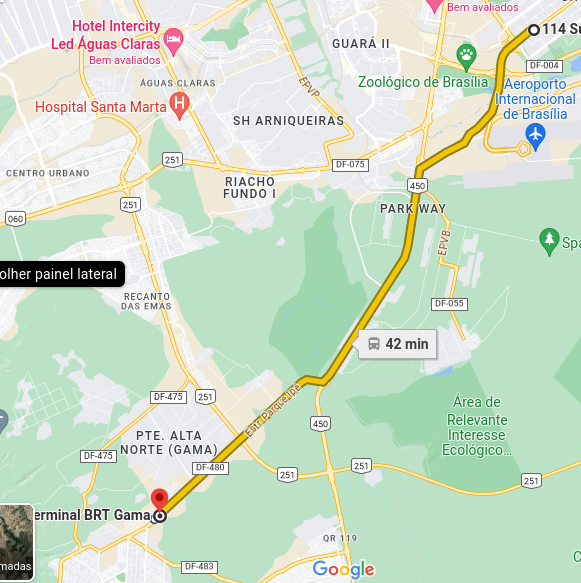 Hotel Intercity
Led Águas Claras
Bem avaliados
Bem avaliados
GUARÁ II
114 Su
DF-004
Zoológico de Brasília
Aeroporto
Internacional
de Brasília
ÁGUAS CLARAS
EPVP
Hospital Santa Marta
SH ARNIQUEIRAS
251
DF-075
CENTRO URBANO
RIACHO
FUNDO I
450
251
PARK WAY
060
EPVB
Spa
olher painel lateral
RECANTO
DAS EMAS
DF-055
42 min
DF-475
251
Estr. Parque Ipê
Área de
Relevante
Interesse
Ecológico...
450
PTE. ALTA
NORTE (GAMA)
DF-475
DF-480
251
251
251
erminal BRT Gama
QR 119
DF-483
madas
Google